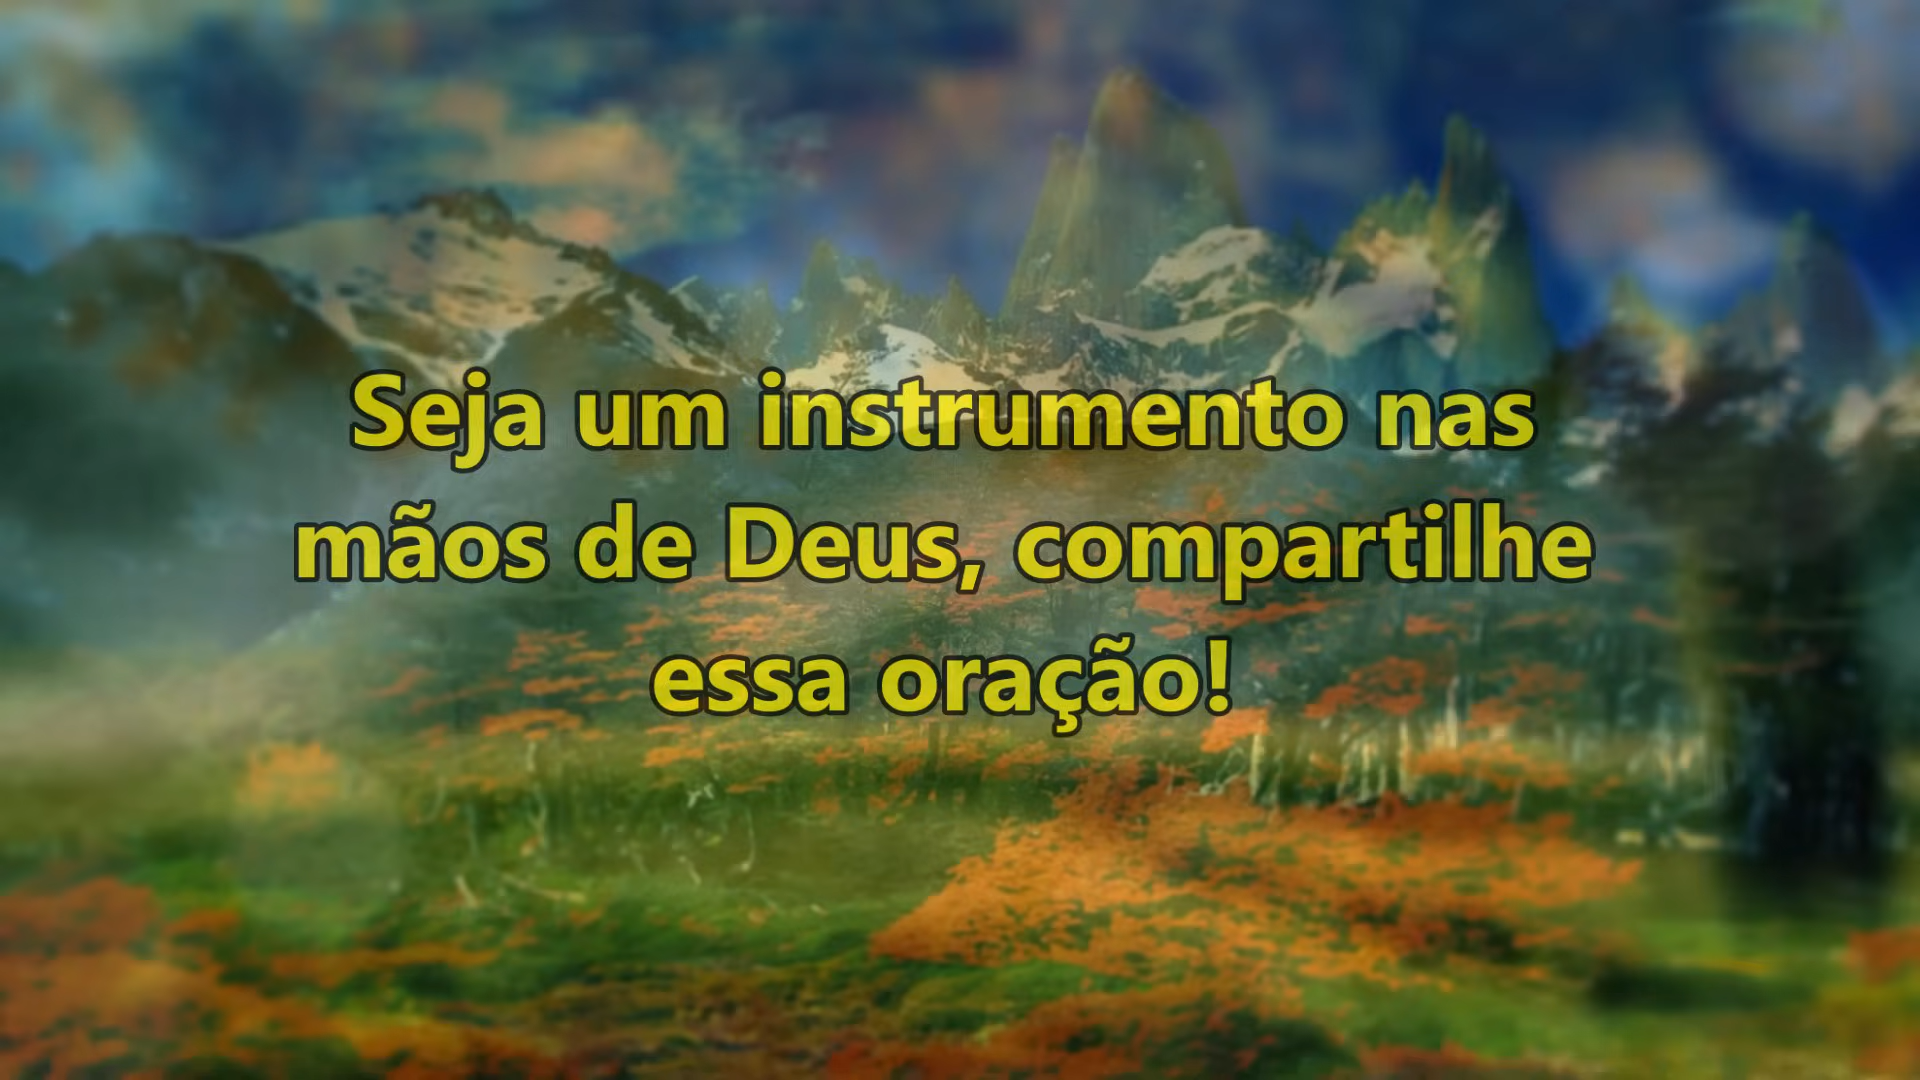 Seja um instrumento nas
mãos de Deus, compartilhe
essa oração!